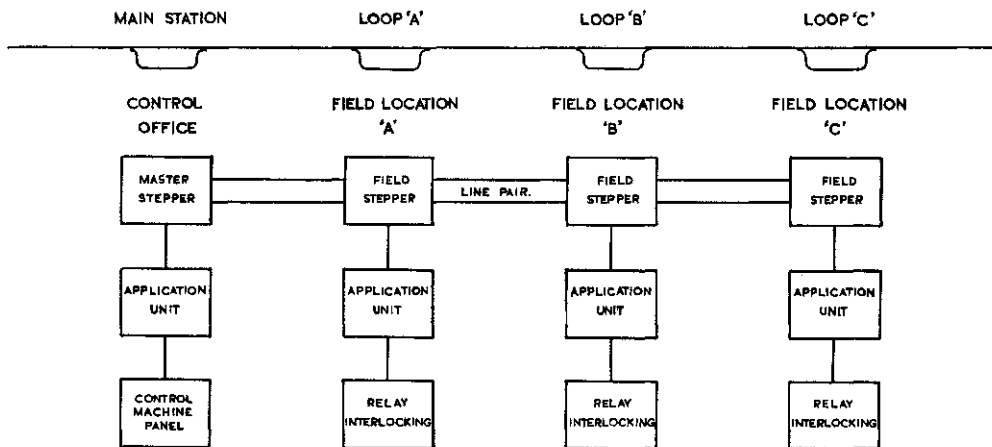 MAIN STATION
LOOP 'A'
LOOP 'B'
LOOP 'C'
CONTROL
OFFICE
FIELD LOCATION
'A'
FIELD LOCATION
'B'
FIELD LOCATION
'C'
MASTER
STEPPER
FIELD
STEPPER
LINE PAIR.
FIELD
STEPPER
FIELD
STEPPER
APPLICATION
UNIT
APPLICATION
UNIT
APPLICATION
UNIT
APPLICATION
UNIT
CONTROL
MACHINE
PANEL
RELAY
INTERLOCKING
RELAY
INTERLOCKING
RELAY
INTERLOCKING